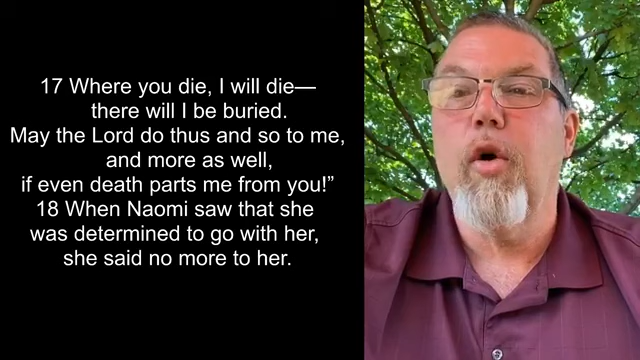 17 Where you die, I will die—
there will I be buried.
May the Lord do thus and so to me,
and more as well,
if even death parts me from you!”
18 When Naomi saw that she
was determined to go with her,
she said no more to her.